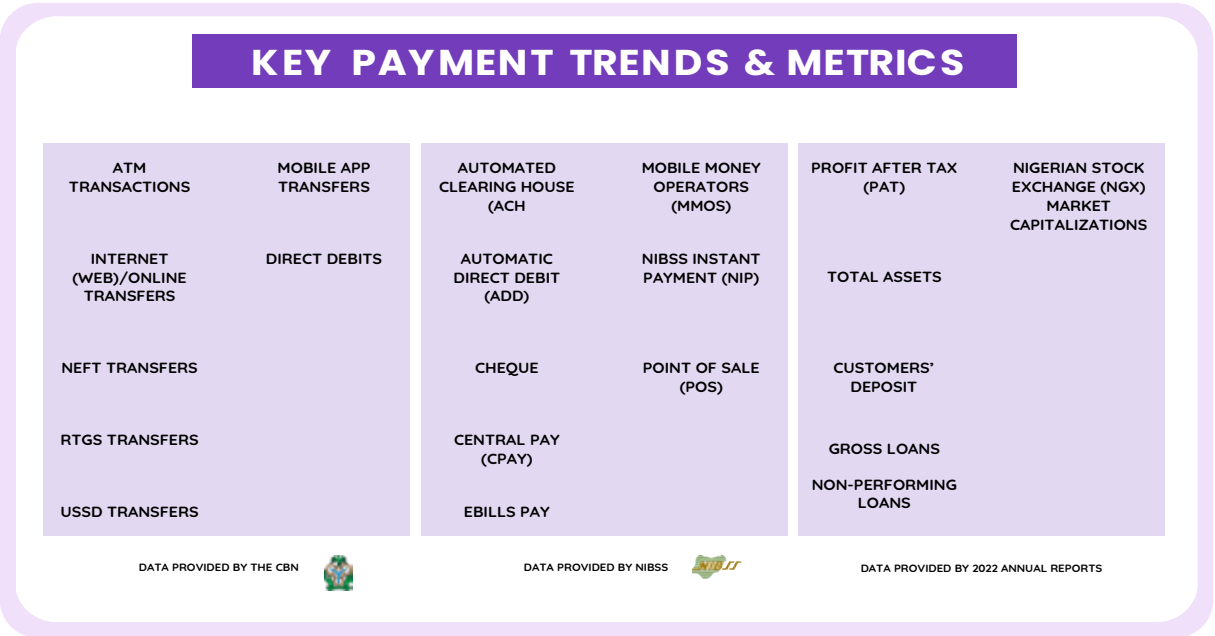 KEY PAYMENT TRENDS & METRICS
ATM
TRANSACTIONS
INTERNET
(WEB)/ONLINE
TRANSFERS
NEFT TRANSFERS
RTGS TRANSFERS
USSD TRANSFERS
MOBILE APP
TRANSFERS
DIRECT DEBITS
AUTOMATED
CLEARING HOUSE
(ACH
AUTOMATIC
DIRECT DEBIT
(ADD)
CHEQUE
CENTRAL PAY
(CPAY)
EBILLS PAY
MOBILE MONEY
OPERATORS
(MMOS)
NIBSS INSTANT
PAYMENT (NIP)
POINT OF SALE
(POS)
PROFIT AFTER TAX
(PAT)
TOTAL ASSETS
CUSTOMERS’
DEPOSIT
GROSS LOANS
NON-PERFORMING
LOANS
NIGERIAN STOCK
EXCHANGE (NGX)
MARKET
CAPITALIZATIONS
DATA PROVIDED BY THE CBN
DATA PROVIDED BY NIBSS
NIBSS
DATA PROVIDED BY 2022 ANNUAL REPORTS